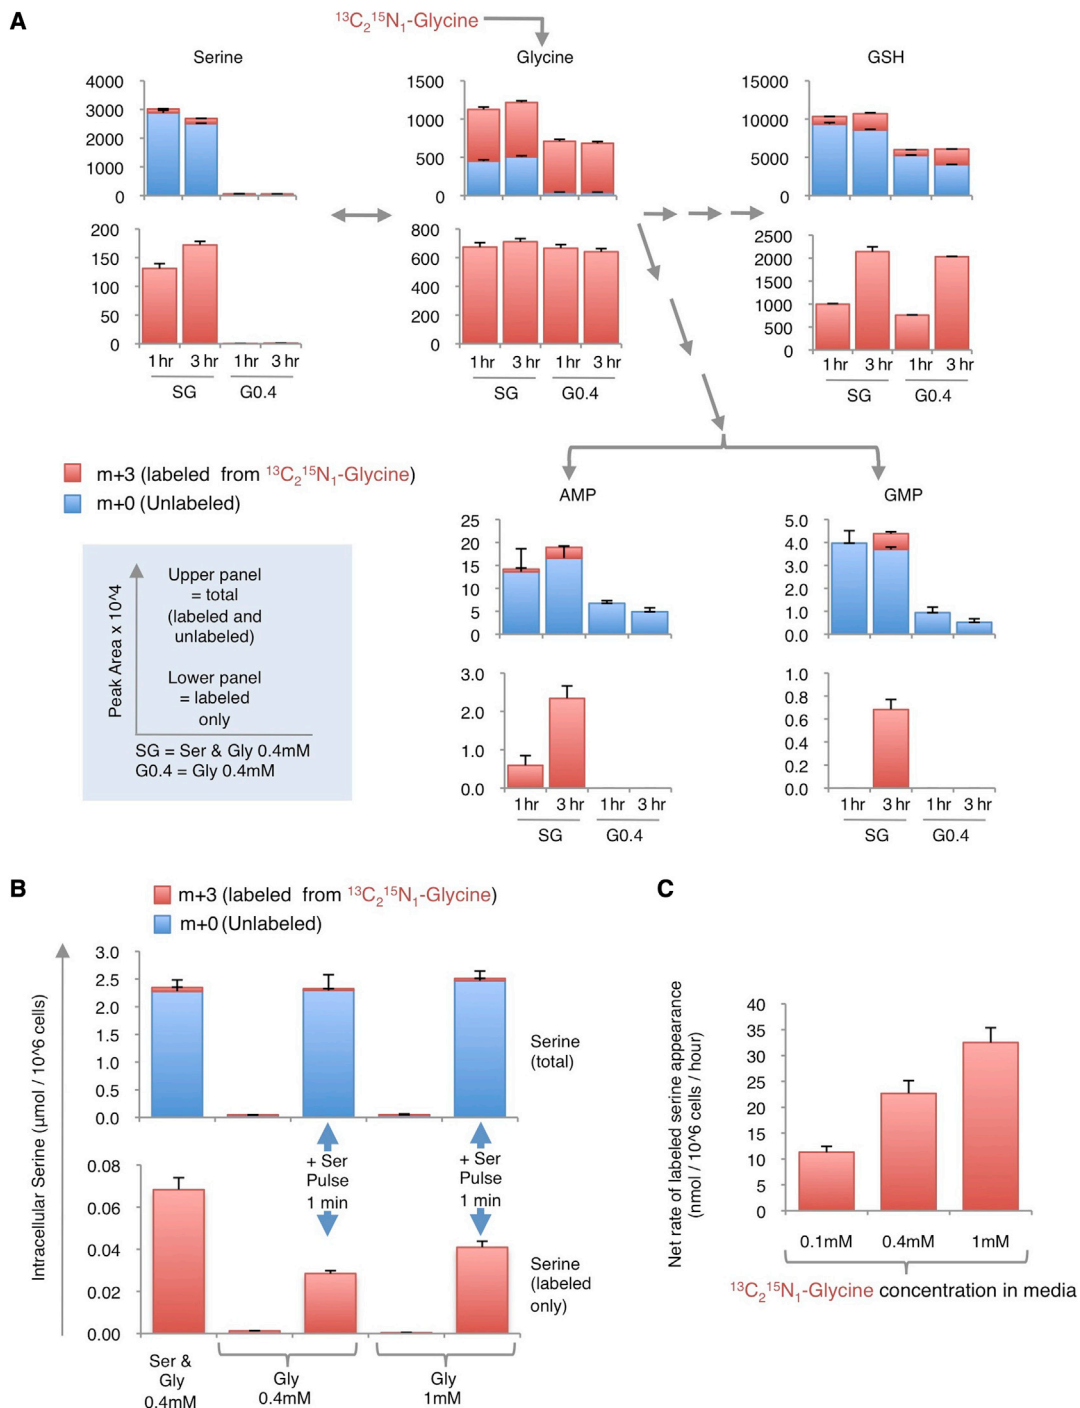 A
13C2 15N1-Glycine
Serine
Glycine
GSH
4000
3000
2000
1000
0
1500
1000
500
0
15000
10000
5000
0
200
150
100
50
0
800
600
400
200
0
2500
2000
1500
1000
500
0
1 hr 3 hr 1 hr 3 hr
SG G0.4
1 hr 3 hr 1 hr 3 hr
SG G0.4
1 hr 3 hr 1 hr 3 hr
SG G0.4
m+3 (labeled from 13C2 15N1-Glycine)
m+0 (Unlabeled)
Peak Area x 10^4
Upper panel
= total
(labeled and
unlabeled)
Lower panel
= labeled
only
SG = Ser & Gly 0.4mM
G0.4 = Gly 0.4mM
AMP
GMP
25
20
15
10
5
0
5.0
4.0
3.0
2.0
1.0
0.0
3.0
2.0
1.0
0.0
1.0
0.8
0.6
0.4
0.2
0.0
1 hr 3 hr 1 hr 3 hr
SG G0.4
1 hr 3 hr 1 hr 3 hr
SG G0.4
B
m+3 (labeled from 13C2 15N1-Glycine)
m+0 (Unlabeled)
Intracellular Serine (µmol / 10^6 cells)
3.0
2.5
2.0
1.5
1.0
0.5
0.0
Serine
(total)
+ Ser
Pulse
1 min
+ Ser
Pulse
1 min
0.08
0.06
0.04
0.02
0.00
Serine
(labeled
only)
Ser &
Gly
0.4mM
Gly
0.4mM
Gly
1mM
C
Net rate of labeled serine appearance
(nmol / 10^6 cells / hour)
40
35
30
25
20
15
10
5
0
0.1mM 0.4mM 1mM
13C2 15N1-Glycine concentration in media